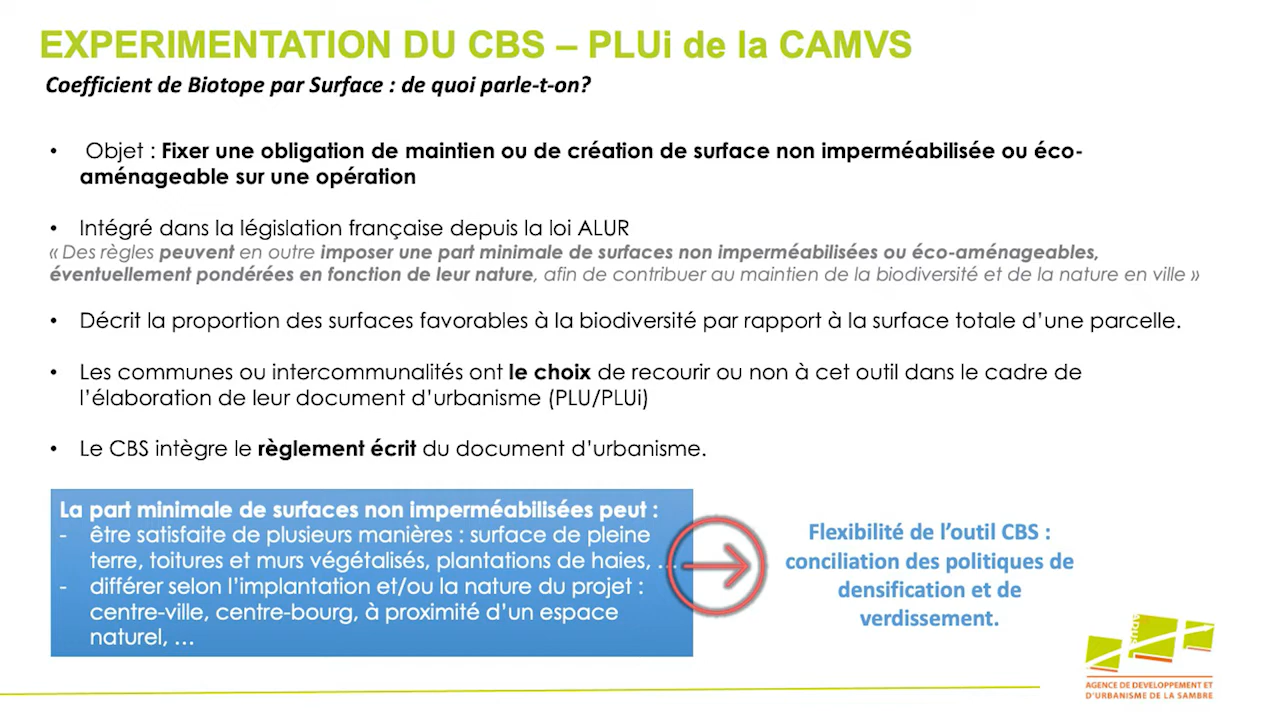 EXPERIMENTATION DU CBS – PLUi de la CAMVS
Coefficient de Biotope par Surface : de quoi parle-t-on?
• Objet : Fixer une obligation de maintien ou de création de surface non imperméabilisée ou éco-
aménageable sur une opération
• Intégré dans la législation française depuis la loi ALUR
« Des règles peuvent en outre imposer une part minimale de surfaces non imperméabilisées ou éco-aménageables,
éventuellement pondérées en fonction de leur nature, afin de contribuer au maintien de la biodiversité et de la nature en ville »
• Décrit la proportion des surfaces favorables à la biodiversité par rapport à la surface totale d’une parcelle.
• Les communes ou intercommunalités ont le choix de recourir ou non à cet outil dans le cadre de
l’élaboration de leur document d’urbanisme (PLU/PLUi)
• Le CBS intègre le règlement écrit du document d’urbanisme.
La part minimale de surfaces non imperméabilisées peut :
- être satisfaite de plusieurs manières : surface de pleine
terre, toitures et murs végétalisés, plantations de haies, …
- différer selon l’implantation et/ou la nature du projet :
centre-ville, centre-bourg, à proximité d’un espace
naturel, …
Flexibilité de l’outil CBS :
conciliation des politiques de
densification et de
verdissement.
AGENCE DE DEVELOPPEMENT ET
D'URBANISME DE LA SAMBRE